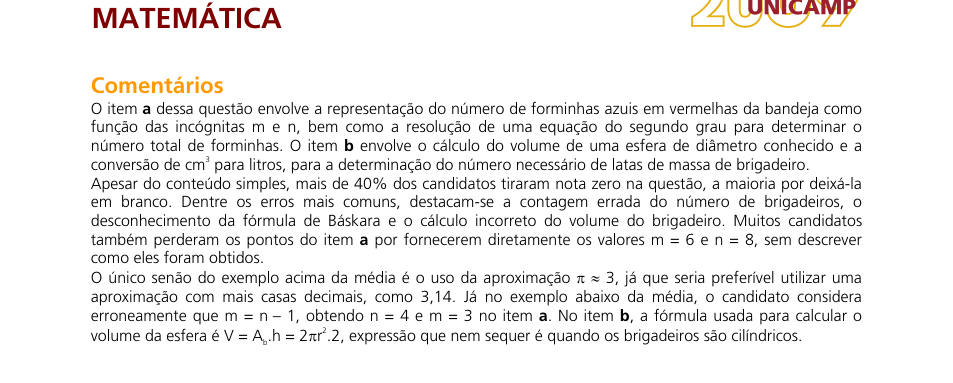 MATEMÁTICA
UNICAMP
Comentários
O item a dessa questão envolve a representação do número de forminhas azuis em vermelhas da bandeja como
função das incógnitas m e n, bem como a resolução de uma equação do segundo grau para determinar o
número total de forminhas. O item b envolve o cálculo do volume de uma esfera de diâmetro conhecido e a
conversão de cm³ para litros, para a determinação do número necessário de latas de massa de brigadeiro.
Apesar do conteúdo simples, mais de 40% dos candidatos tiraram nota zero na questão, a maioria por deixá-la
em branco. Dentre os erros mais comuns, destacam-se a contagem errada do número de brigadeiros, o
desconhecimento da fórmula de Báskara e o cálculo incorreto do volume do brigadeiro. Muitos candidatos
também perderam os pontos do item a por fornecerem diretamente os valores m = 6 e n = 8, sem descrever
como eles foram obtidos.
O único senão do exemplo acima da média é o uso da aproximação π ≈ 3, já que seria preferível utilizar uma
aproximação com mais casas decimais, como 3,14. Já no exemplo abaixo da média, o candidato considera
erroneamente que m = n – 1, obtendo n = 4 e m = 3 no item a. No item b, a fórmula usada para calcular o
volume da esfera é V = A_b.h = 2πr².2, expressão que nem sequer é quando os brigadeiros são cilíndricos.